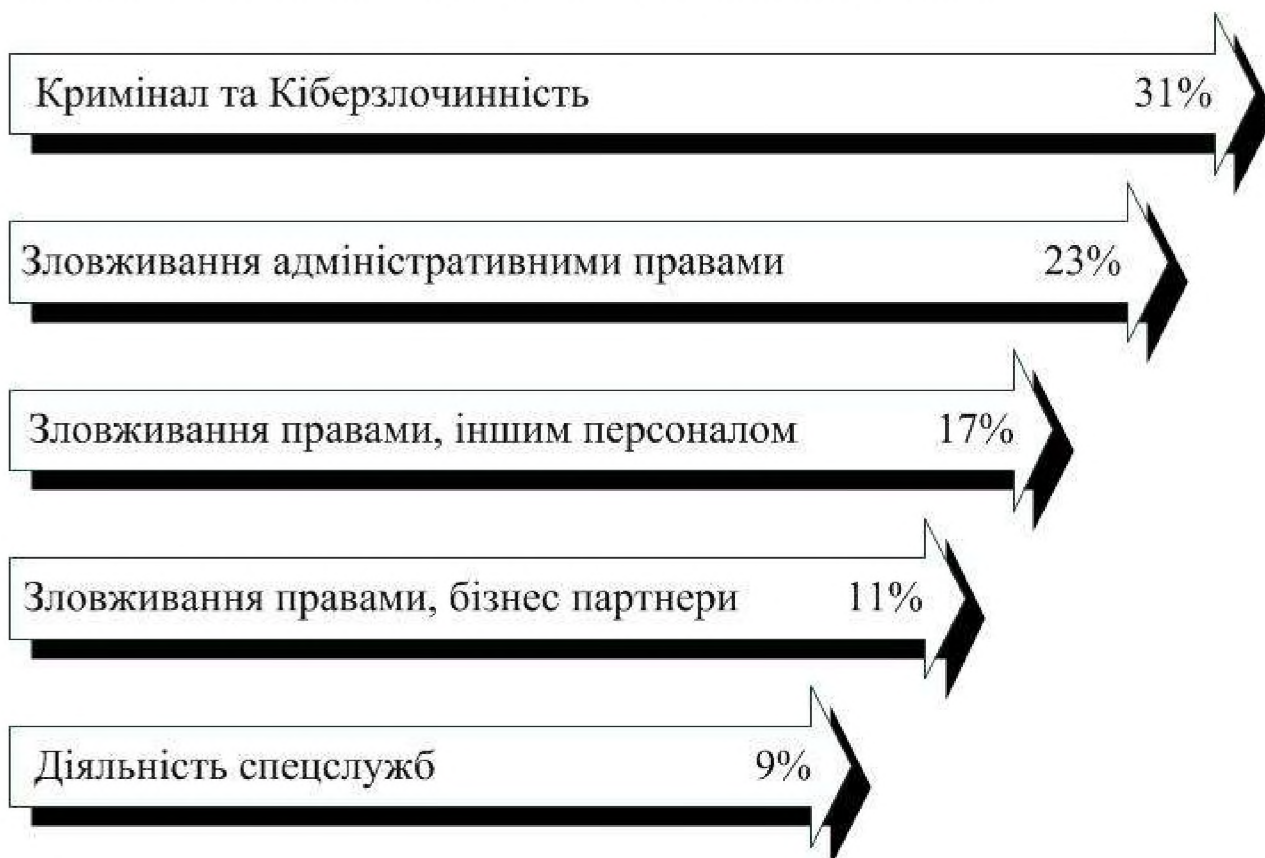 Кримінал та Кіберзлочинність 31%
Зловживання адміністративними правами 23%
Зловживання правами, іншим персоналом 17%
Зловживання правами, бізнес партнери 11%
Діяльність спецслужб 9%